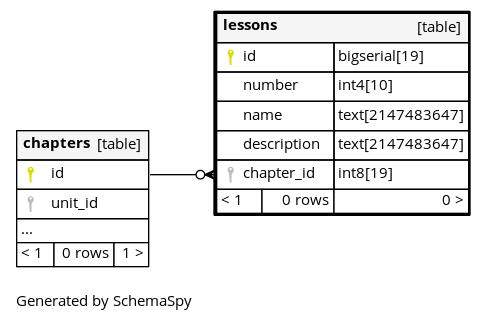 lessons [table]
id bigserial[19]
number int4[10]
name text[2147483647]
description text[2147483647]
chapter_id int8[19]
< 1 0 rows 0 >
chapters [table]
id
unit_id
...
< 1 0 rows 1 >
Generated by SchemaSpy